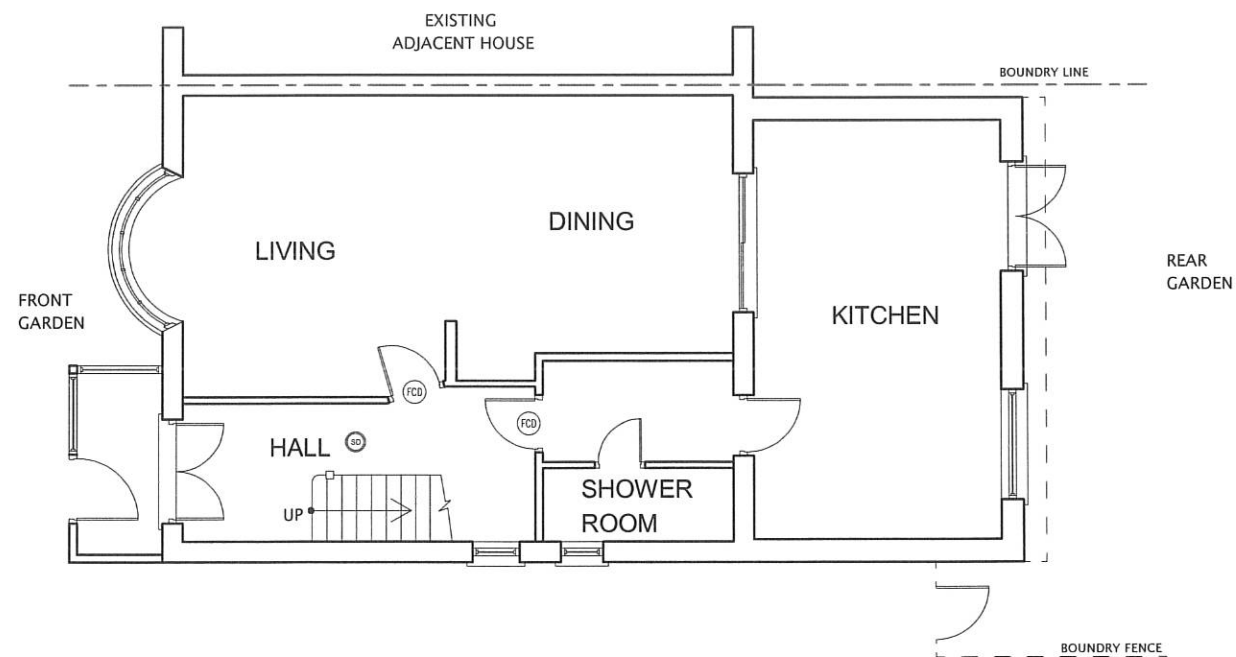 EXISTING
ADJACENT HOUSE
BOUNDRY LINE
DINING
LIVING
REAR
GARDEN
FRONT
GARDEN
KITCHEN
FCD
FCD
HALL
SD
SHOWER
ROOM
UP
BOUNDRY FENCE